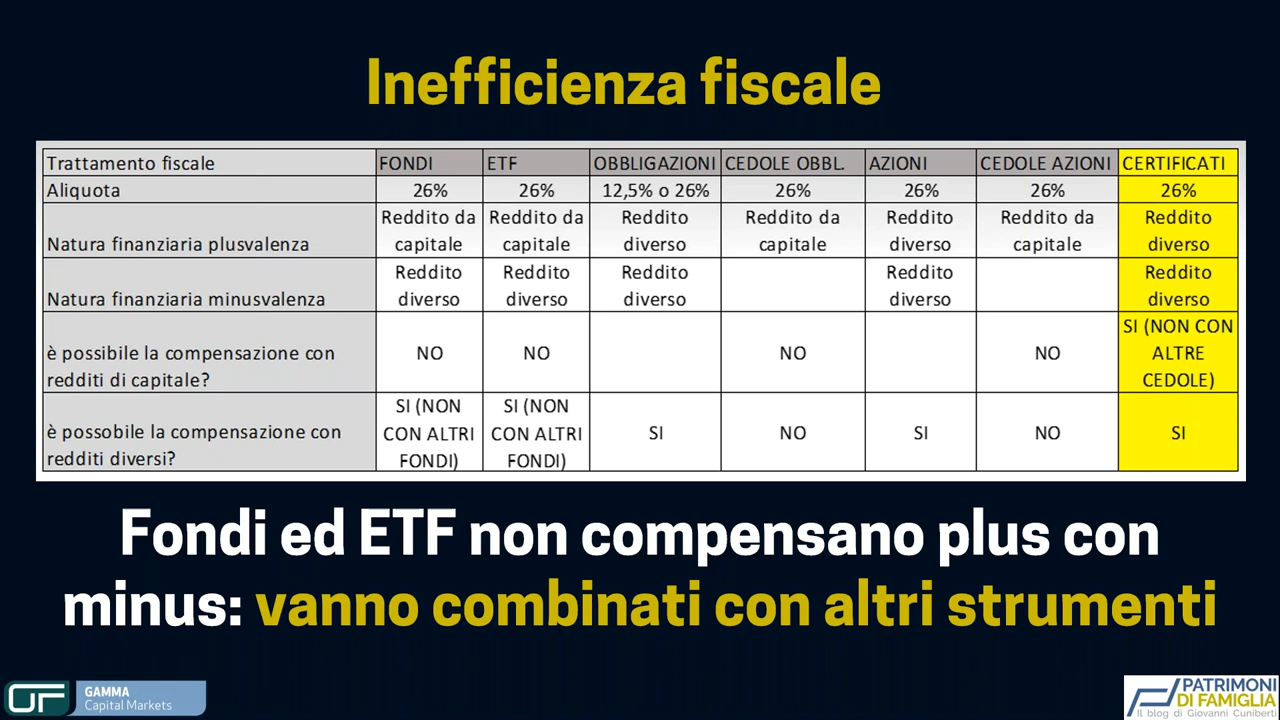 Inefficienza fiscale
Trattamento fiscale FONDI ETF OBBLIGAZIONI CEDOLE OBBL. AZIONI CEDOLE AZIONI CERTIFICATI
Aliquota 26% 26% 12,5% o 26% 26% 26% 26% 26%
Reddito da Reddito da Reddito Reddito da Reddito Reddito da Reddito
Natura finanziaria plusvalenza capitale capitale diverso capitale diverso capitale diverso
Reddito Reddito Reddito Reddito Reddito
Natura finanziaria minusvalenza diverso diverso diverso diverso diverso
SI (NON CON
è possibile la compensazione con NO NO NO NO ALTRE
redditi di capitale? CEDOLE)
SI (NON SI (NON
è possobile la compensazione con CON ALTRI CON ALTRI SI NO SI NO SI
redditi diversi? FONDI) FONDI)
Fondi ed ETF non compensano plus con
minus: vanno combinati con altri strumenti
GAMMA
Capital Markets
PATRIMONI
DI FAMIGLIA
Il blog di Giovanni Cuniberti